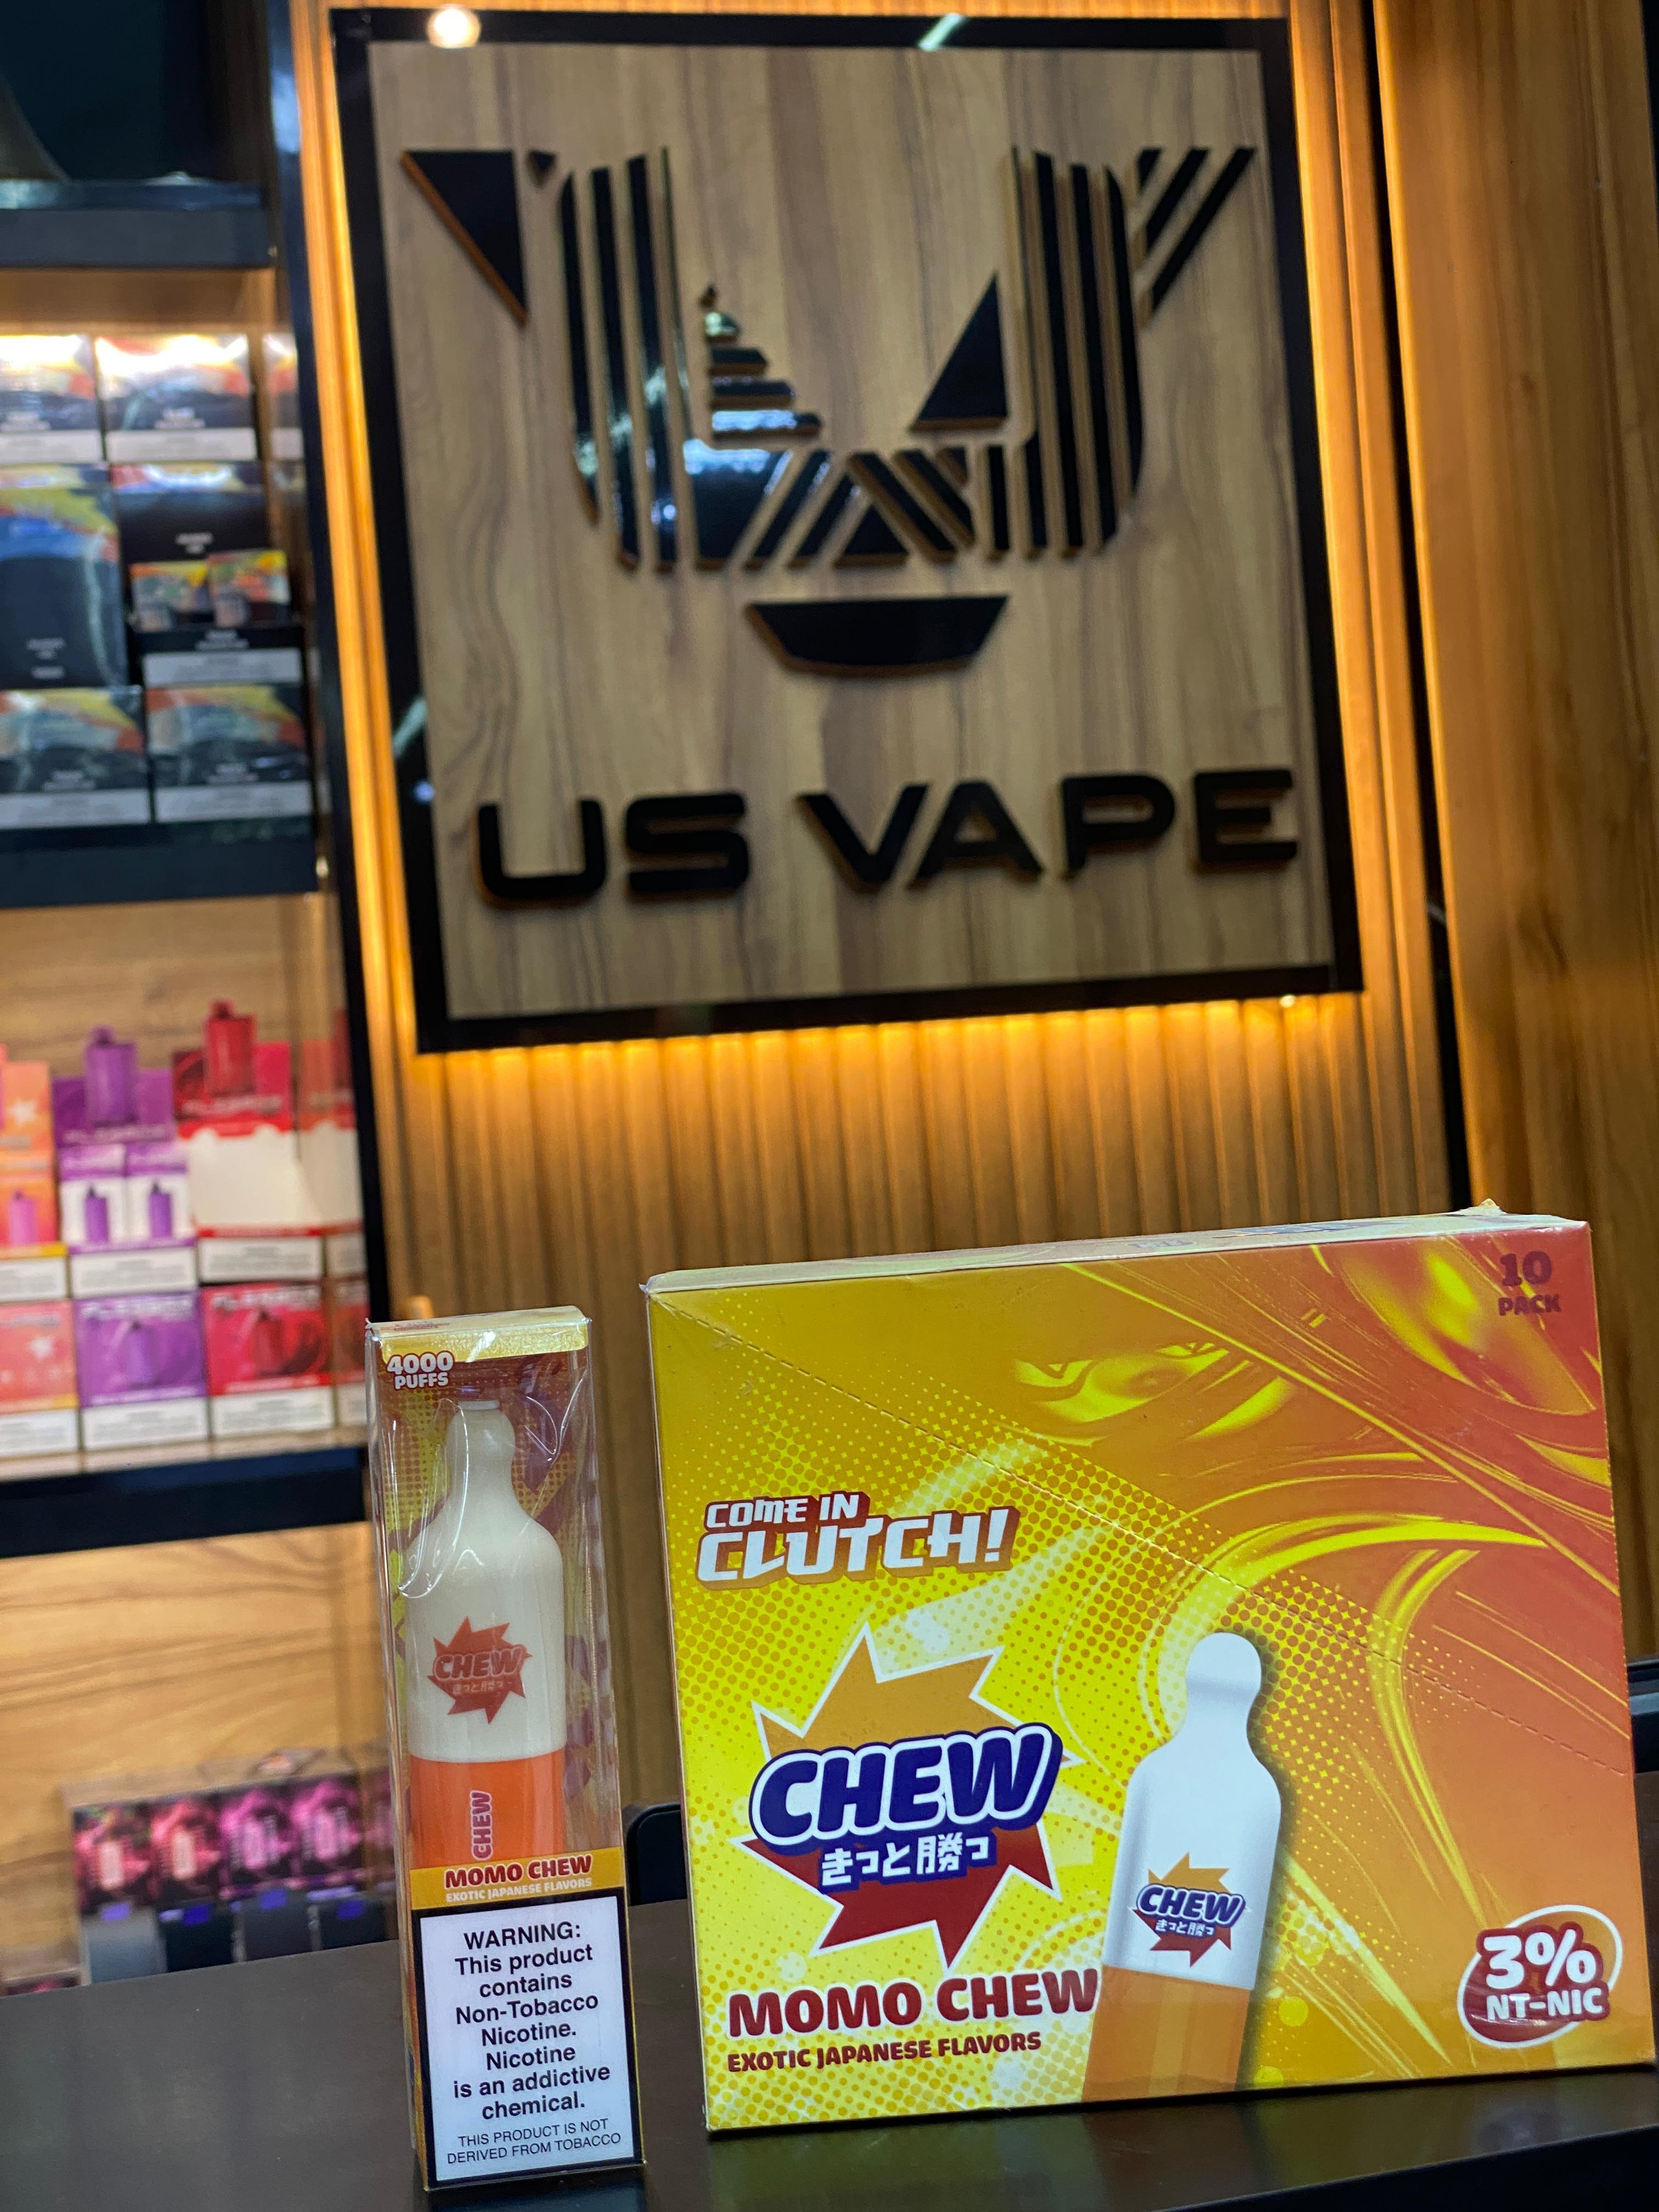 US VAPE
4000
PUFFS
CHEW
きっと勝つ
CHEW
MOMO CHEW
EXOTIC JAPANESE FLAVORS
WARNING:
This product
contains
Non-Tobacco
Nicotine.
Nicotine
is an addictive
chemical.
THIS PRODUCT IS NOT
DERIVED FROM TOBACCO
10
PACK
COME IN
CLUTCH!
CHEW
きっと勝つ
CHEW
きっと勝つ
MOMO CHEW
EXOTIC JAPANESE FLAVORS
3%
NT-NIC